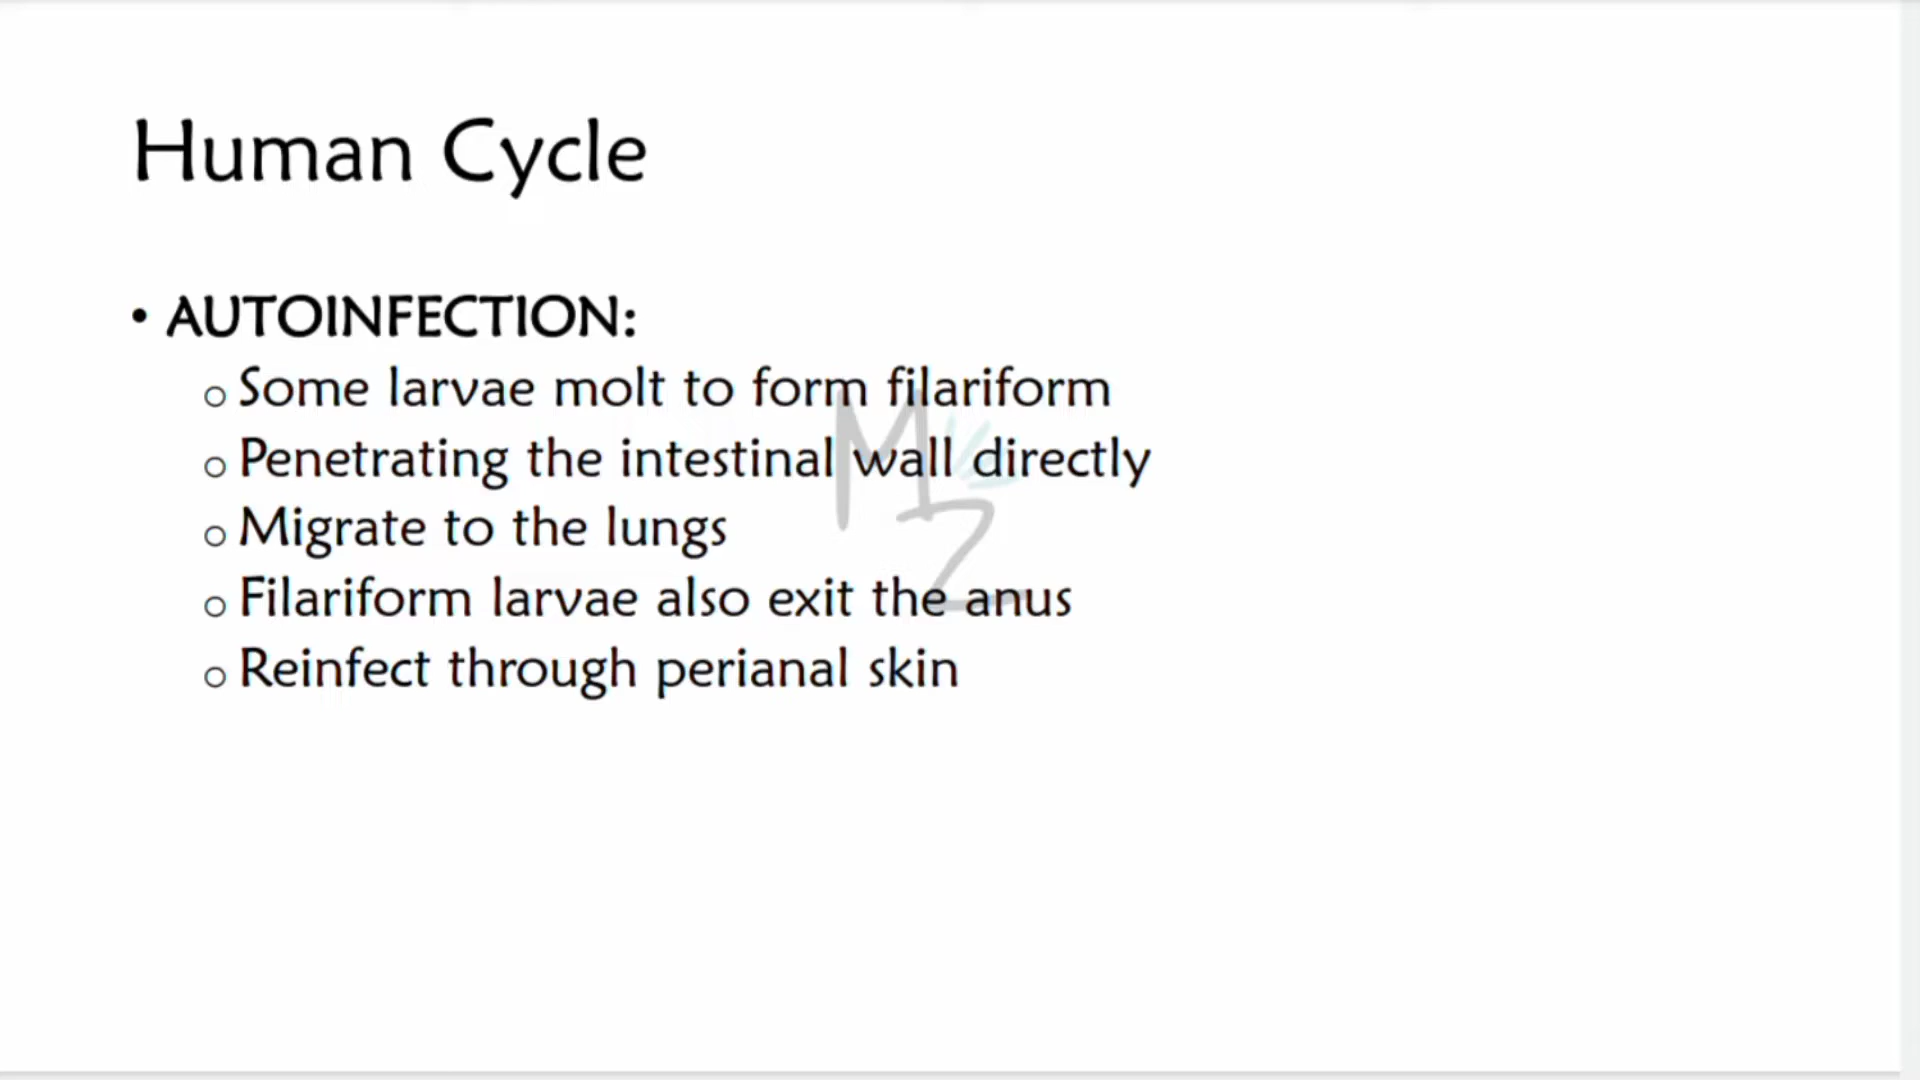 Human Cycle
• AUTOINFECTION:
o Some larvae molt to form filariform
o Penetrating the intestinal wall directly
o Migrate to the lungs
o Filariform larvae also exit the anus
o Reinfect through perianal skin
MZ